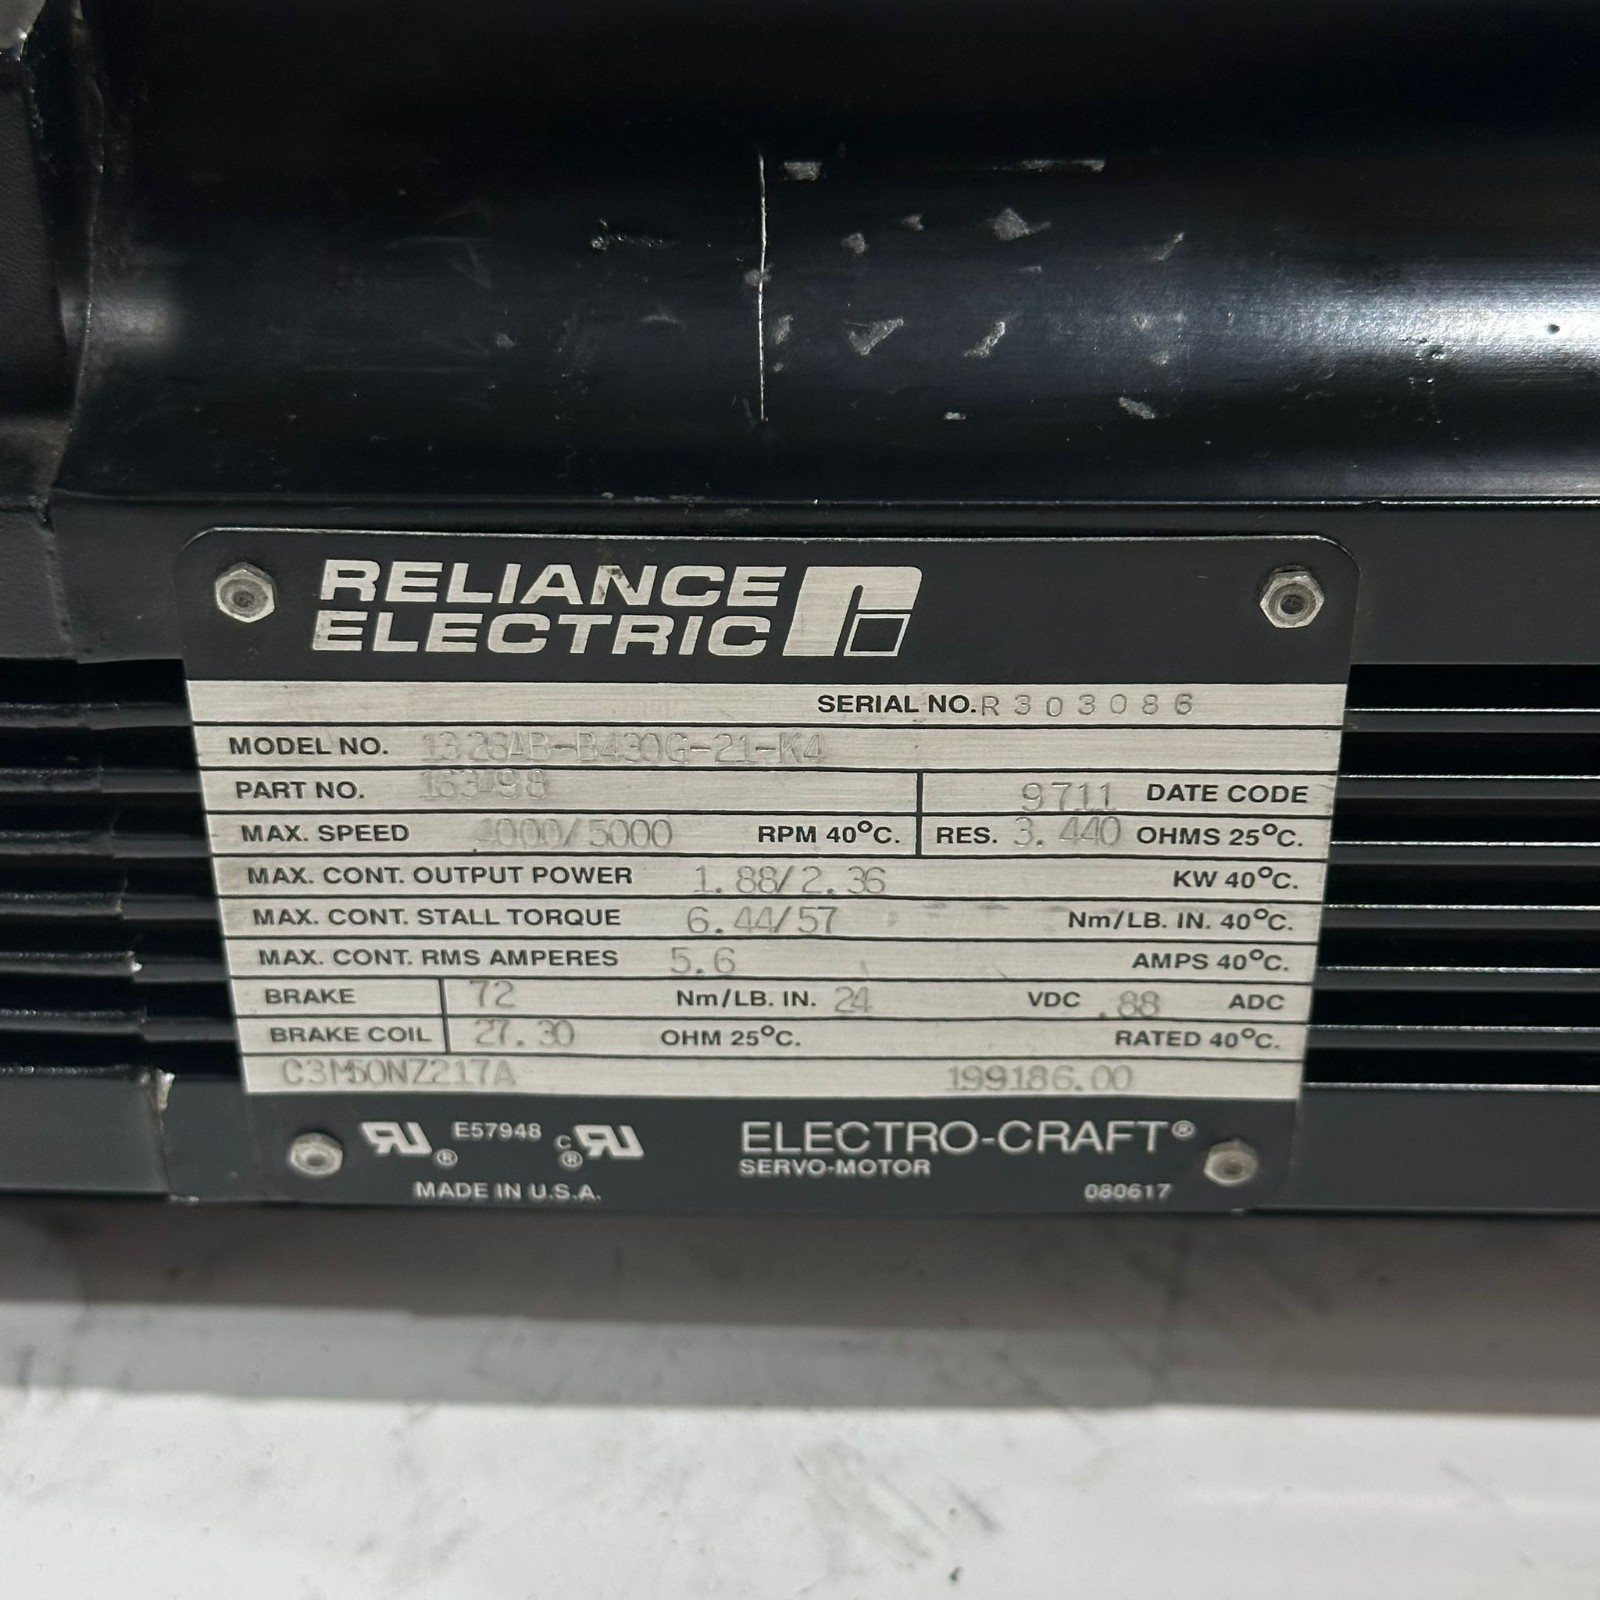 RELIANCE
ELECTRIC
SERIAL NO. R303086
MODEL NO. 1326AB-B430G-21-K4
PART NO. 163498
9711 DATE CODE
MAX. SPEED 4000/5000 RPM 40°C.
RES. 3.440 OHMS 25°C.
MAX. CONT. OUTPUT POWER 1.88/2.36 KW 40°C.
MAX. CONT. STALL TORQUE 6.44/57 Nm/LB. IN. 40°C.
MAX. CONT. RMS AMPERES 5.6 AMPS 40°C.
BRAKE 72 Nm/LB. IN. 24 VDC .88 ADC
BRAKE COIL 27.30 OHM 25°C. RATED 40°C.
C3M50NZ217A 199186.00
E57948
ELECTRO-CRAFT®
SERVO-MOTOR
MADE IN U.S.A.
080617